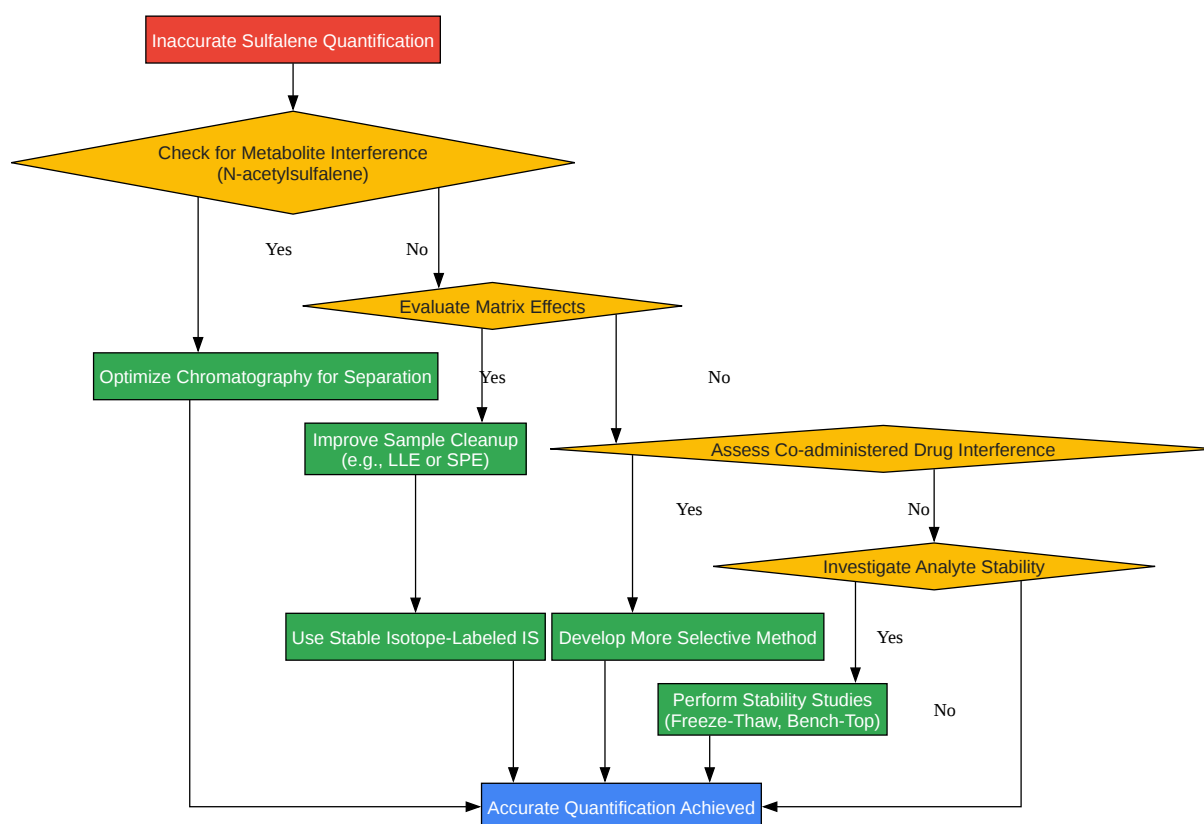 Inaccurate Sulfalene Quantification
Check for Metabolite Interference
(N-acetylsulfalene)
Yes
No
Evaluate Matrix Effects
Optimize Chromatography for Separation
Yes
No
Improve Sample Cleanup
(e.g., LLE or SPE)
Assess Co-administered Drug Interference
Yes
No
Investigate Analyte Stability
Use Stable Isotope-Labeled IS
Develop More Selective Method
Yes
Perform Stability Studies
(Freeze-Thaw, Bench-Top)
No
Accurate Quantification Achieved